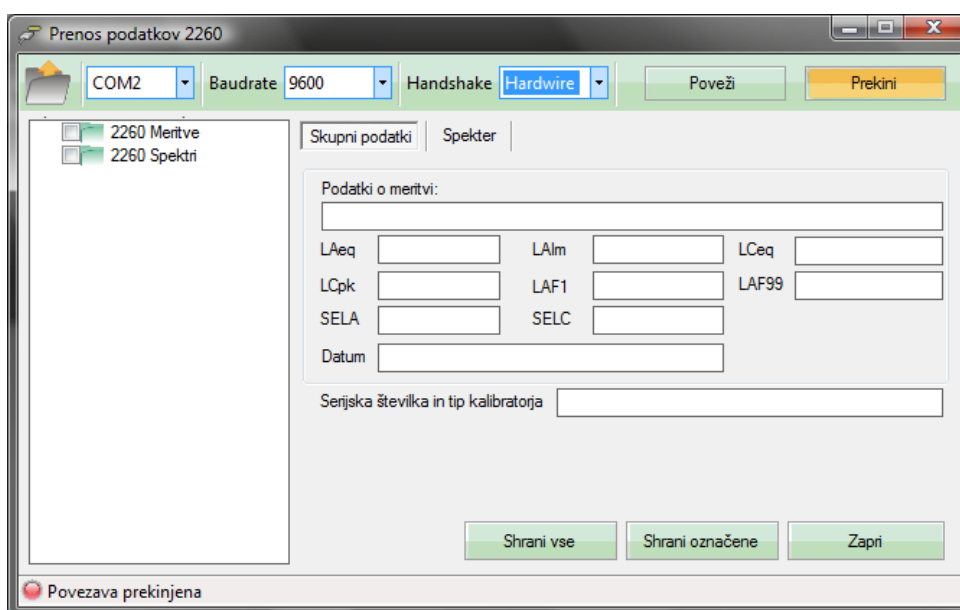 Prenos podatkov 2260
COM2 Baudrate 9600 Handshake Hardwire Poveži Prekini
2260 Meritve
2260 Spektri
Skupni podatki Spekter
Podatki o meritvi:
LAeq LAIm LCeq
LCpk LAF1 LAF99
SELA SELC
Datum
Serijska številka in tip kalibratorja
Shrani vse Shrani označene Zapri
Povezava prekinjena